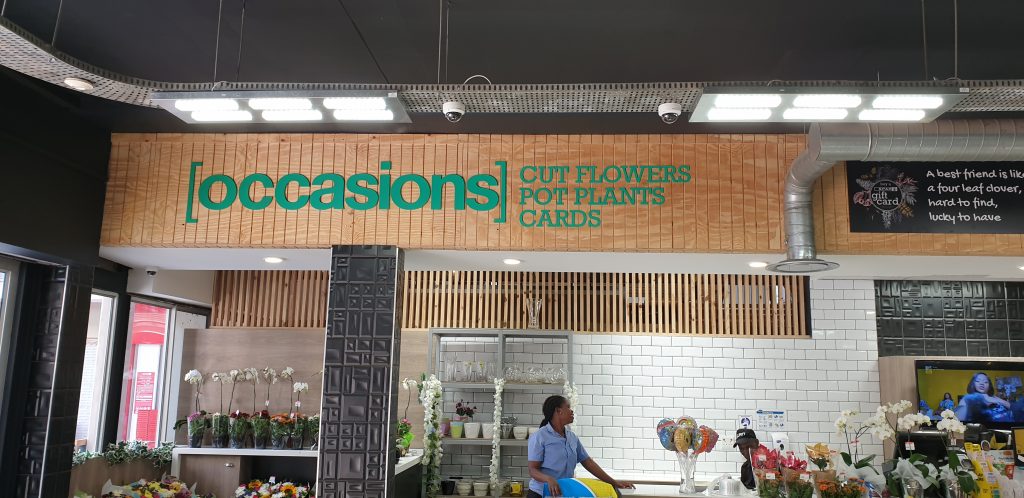 [occasions]
CUT FLOWERS
POT PLANTS
CARDS
gift
card
A best friend is like
a four leaf clover,
hard to find,
lucky to have